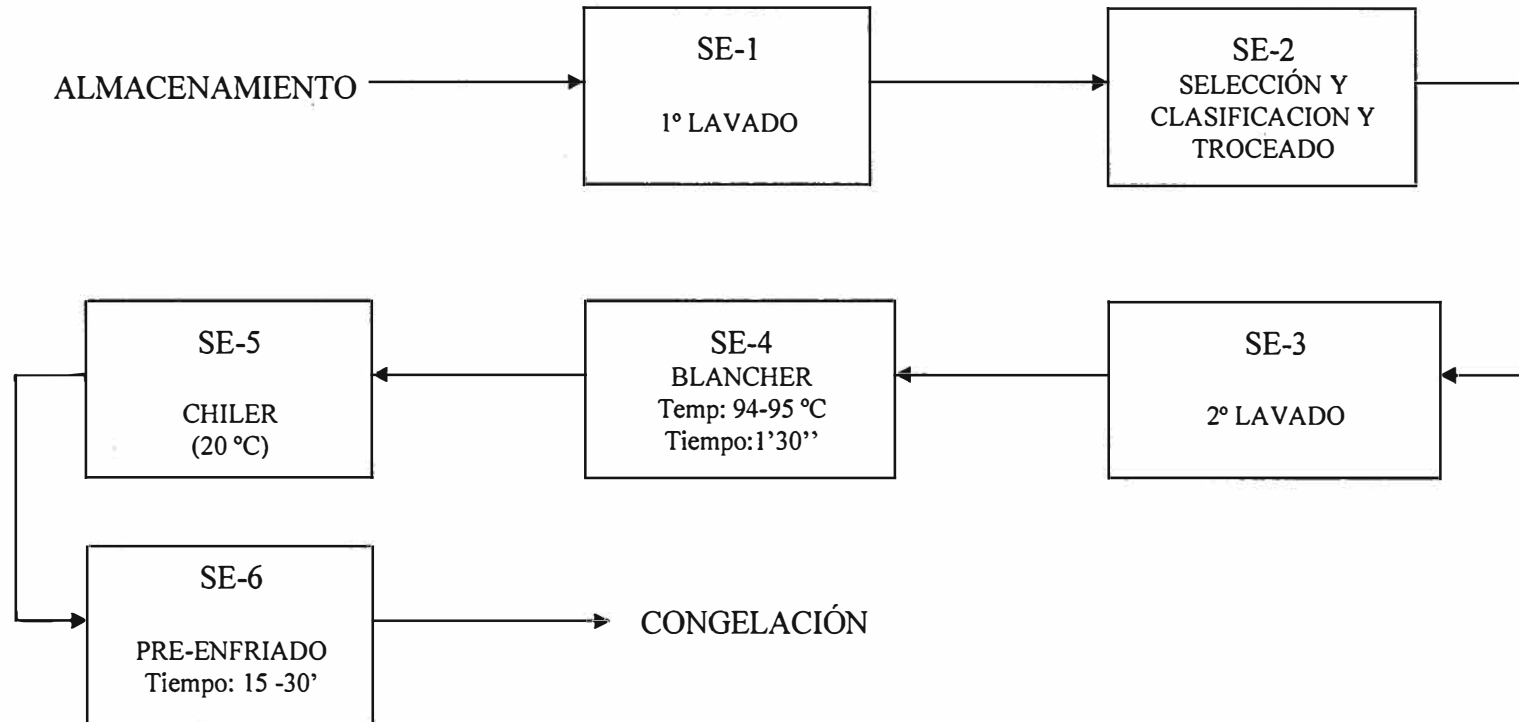 ALMACENAMIENTO
SE-1
1º LAVADO
SE-2
SELECCIÓN Y
CLASIFICACION Y
TROCEADO
SE-3
2º LAVADO
SE-4
BLANCHER
Temp: 94-95 ºC
Tiempo:1’30’’
SE-5
CHILER
(20 ºC)
SE-6
PRE-ENFRIADO
Tiempo: 15 -30’
CONGELACIÓN